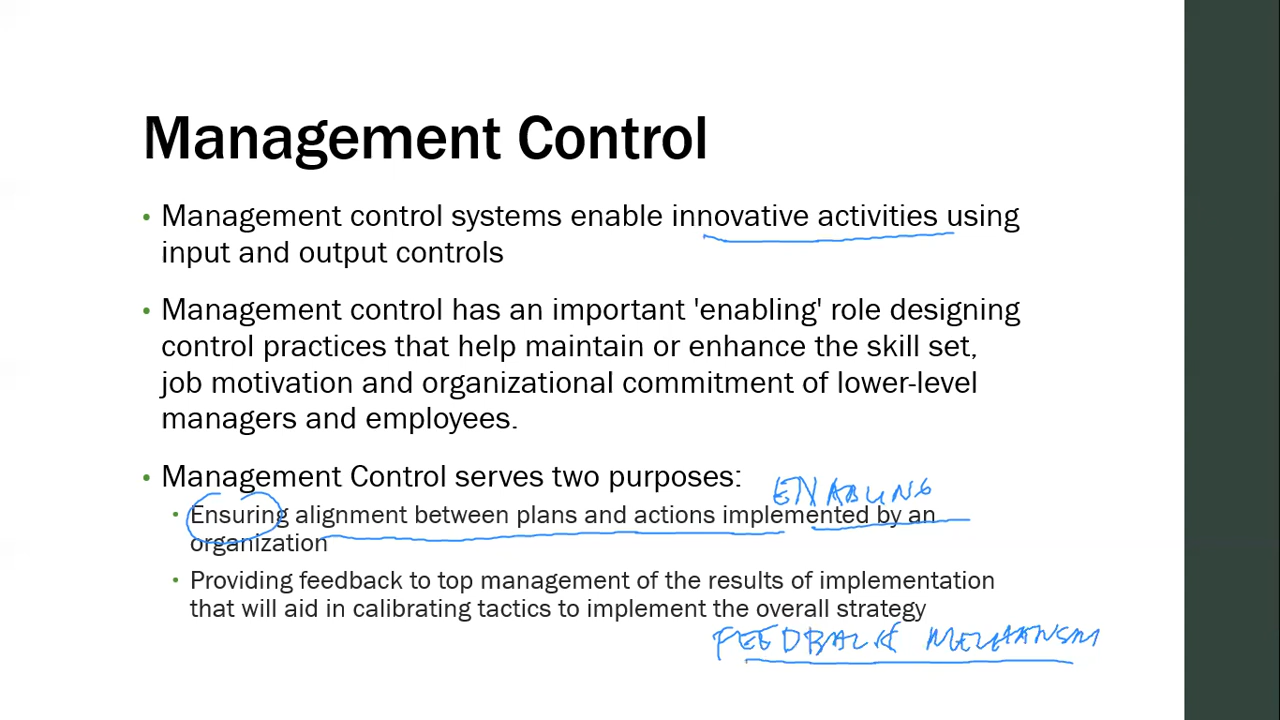 Management Control
• Management control systems enable innovative activities using
input and output controls
• Management control has an important 'enabling' role designing
control practices that help maintain or enhance the skill set,
job motivation and organizational commitment of lower-level
managers and employees.
• Management Control serves two purposes:
ENABLING
• Ensuring alignment between plans and actions implemented by an
organization
• Providing feedback to top management of the results of implementation
that will aid in calibrating tactics to implement the overall strategy
FEEDBACK MECHANISM